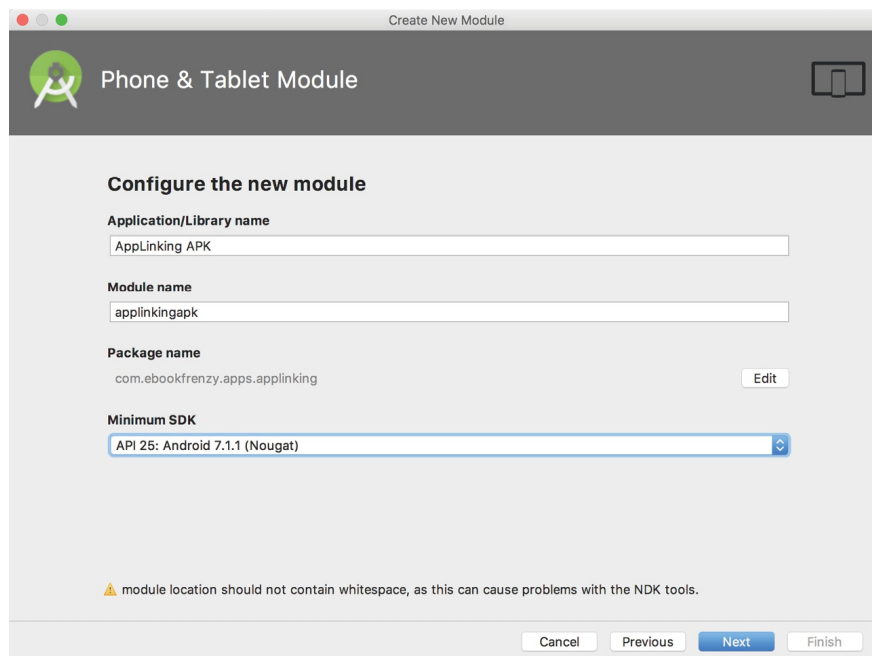 Create New Module
Phone & Tablet Module
Configure the new module
Application/Library name
AppLinking APK
Module name
applinkingapk
Package name
com.ebookfrenzy.apps.applinking
Edit
Minimum SDK
API 25: Android 7.1.1 (Nougat)
module location should not contain whitespace, as this can cause problems with the NDK tools.
Cancel Previous Next Finish